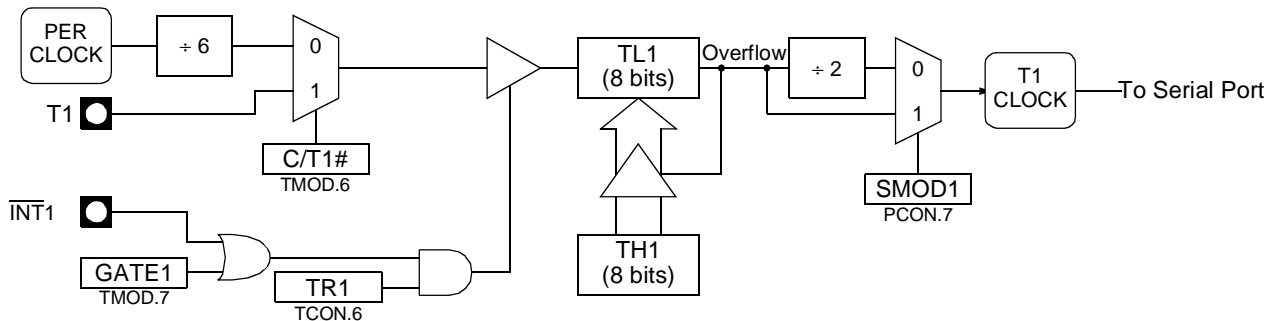 PER
CLOCK
÷ 6
0
1
T1
C/T1#
TMOD.6
INT1
GATE1
TMOD.7
TR1
TCON.6
TL1
(8 bits)
Overflow
TH1
(8 bits)
÷ 2
0
1
SMOD1
PCON.7
T1
CLOCK
To Serial Port